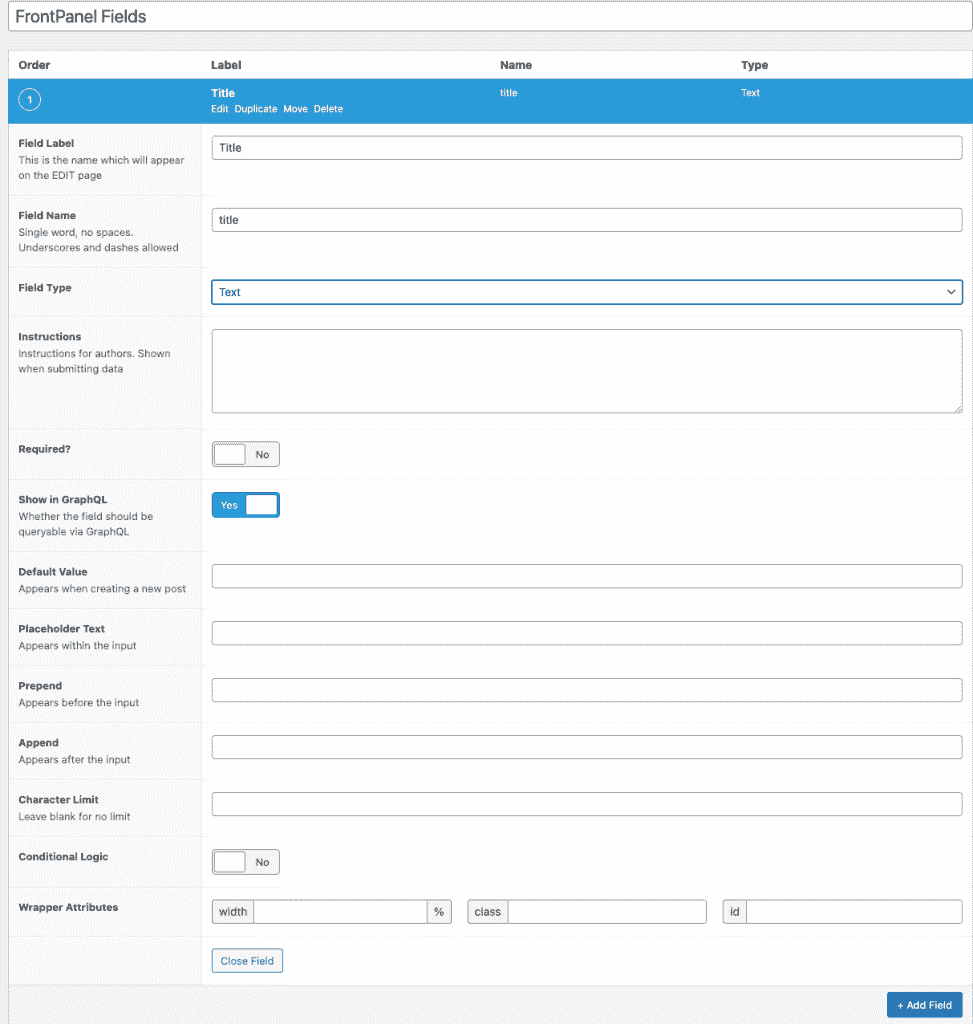 FrontPanel Fields
Order Label Name Type
1 Title title Text
Edit Duplicate Move Delete
Field Label
This is the name which will appear
on the EDIT page
Title
Field Name
Single word, no spaces.
Underscores and dashes allowed
title
Field Type
Text
Instructions
Instructions for authors. Shown
when submitting data
Required?
No
Show in GraphQL
Whether the field should be
queryable via GraphQL
Yes
Default Value
Appears when creating a new post
Placeholder Text
Appears within the input
Prepend
Appears before the input
Append
Appears after the input
Character Limit
Leave blank for no limit
Conditional Logic
No
Wrapper Attributes
width % class id
Close Field
+ Add Field